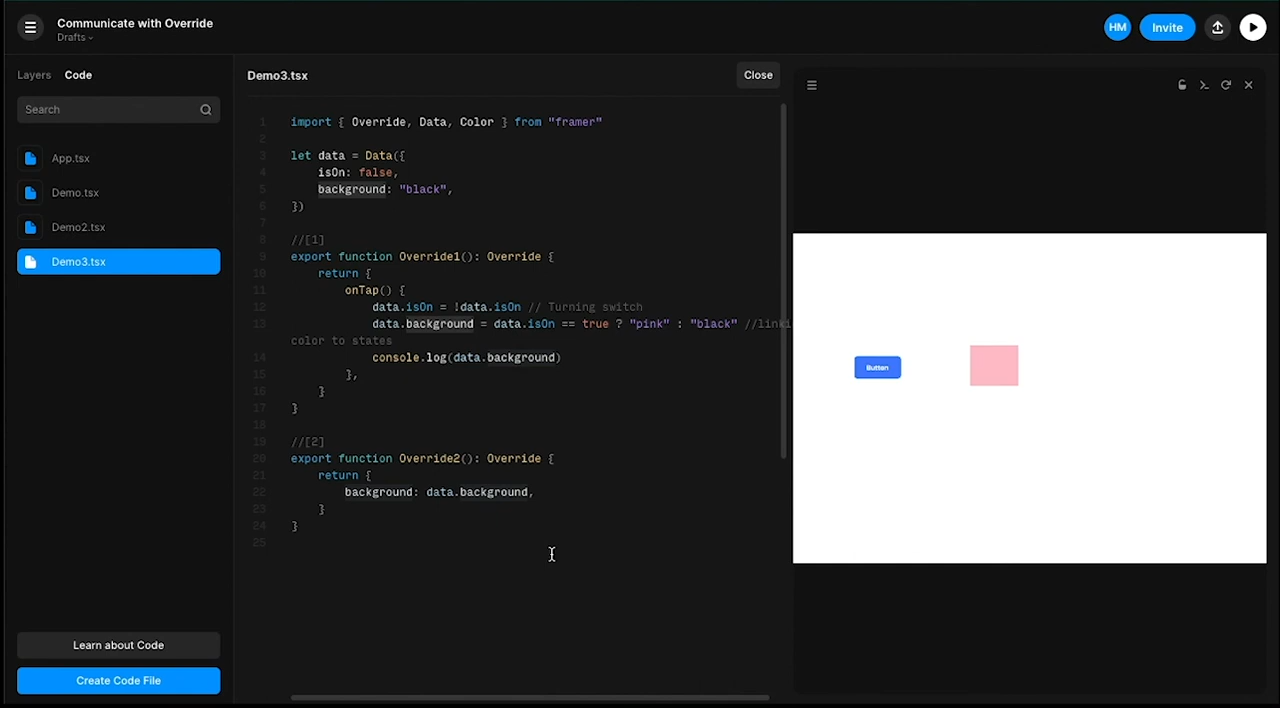 Communicate with Override
Drafts
HM
Invite
Layers Code
Search
App.tsx
Demo.tsx
Demo2.tsx
Demo3.tsx
Learn about Code
Create Code File
Demo3.tsx
Close
1 import { Override, Data, Color } from "framer"
2
3 let data = Data({
4 isOn: false,
5 background: "black",
6 })
7
8 //[1]
9 export function Override1(): Override {
10 return {
11 onTap() {
12 data.isOn = !data.isOn // Turning switch
13 data.background = data.isOn == true ? "pink" : "black" //linki
color to states
14 console.log(data.background)
15 },
16 }
17 }
18
19 //[2]
20 export function Override2(): Override {
21 return {
22 background: data.background,
23 }
24 }
25
Button